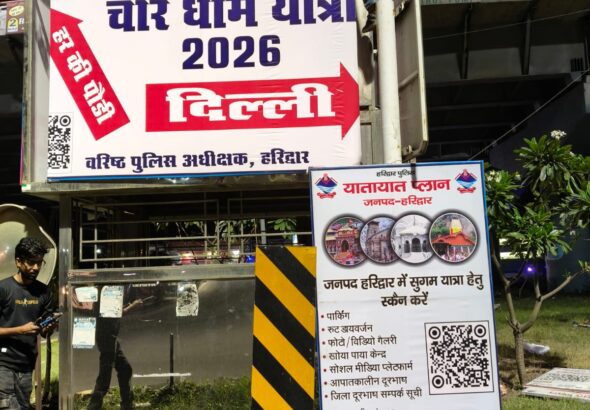 चार धाम यात्रा
2026
हर की पौड़ी
दिल्ली
वरिष्ठ पुलिस अधीक्षक, हरिद्वार
हरिद्वार पुलिस
यातायात प्लान
जनपद-हरिद्वार
जनपद हरिद्वार में सुगम यात्रा हेतु
स्कैन करें
• पार्किंग
• रूट डायवर्जन
• फोटो/विडियो गैलरी
• खोया पाया केन्द्र
• सोशल मीडिया प्लेटफार्म
• आपातकालीन दूरभाष
• जिला दूरभाष सम्पर्क सूची